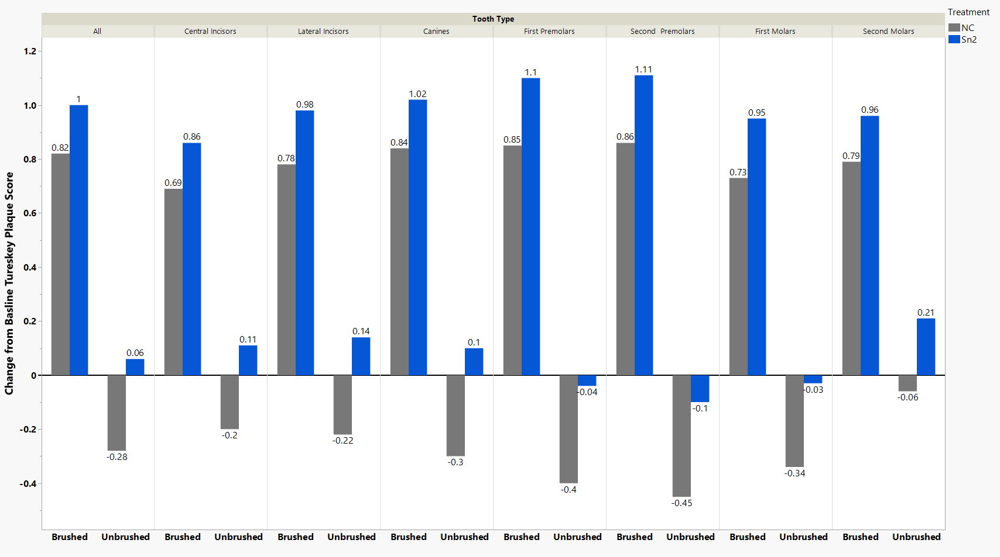 Tooth Type
Treatment
All Central Incisors Lateral Incisors Canines First Premolars Second Premolars First Molars Second Molars
NC
Sn2
Change from Basline Tureskey Plaque Score
1.2
1.0
0.8
0.6
0.4
0.2
0
-0.2
-0.4
0.82 1 -0.28 0.06
0.69 0.86 -0.2 0.11
0.78 0.98 -0.22 0.14
0.84 1.02 -0.3 0.1
0.85 1.1 -0.4 -0.04
0.86 1.11 -0.45 -0.1
0.73 0.95 -0.34 -0.03
0.79 0.96 -0.06 0.21
Brushed Unbrushed Brushed Unbrushed Brushed Unbrushed Brushed Unbrushed Brushed Unbrushed Brushed Unbrushed Brushed Unbrushed Brushed Unbrushed